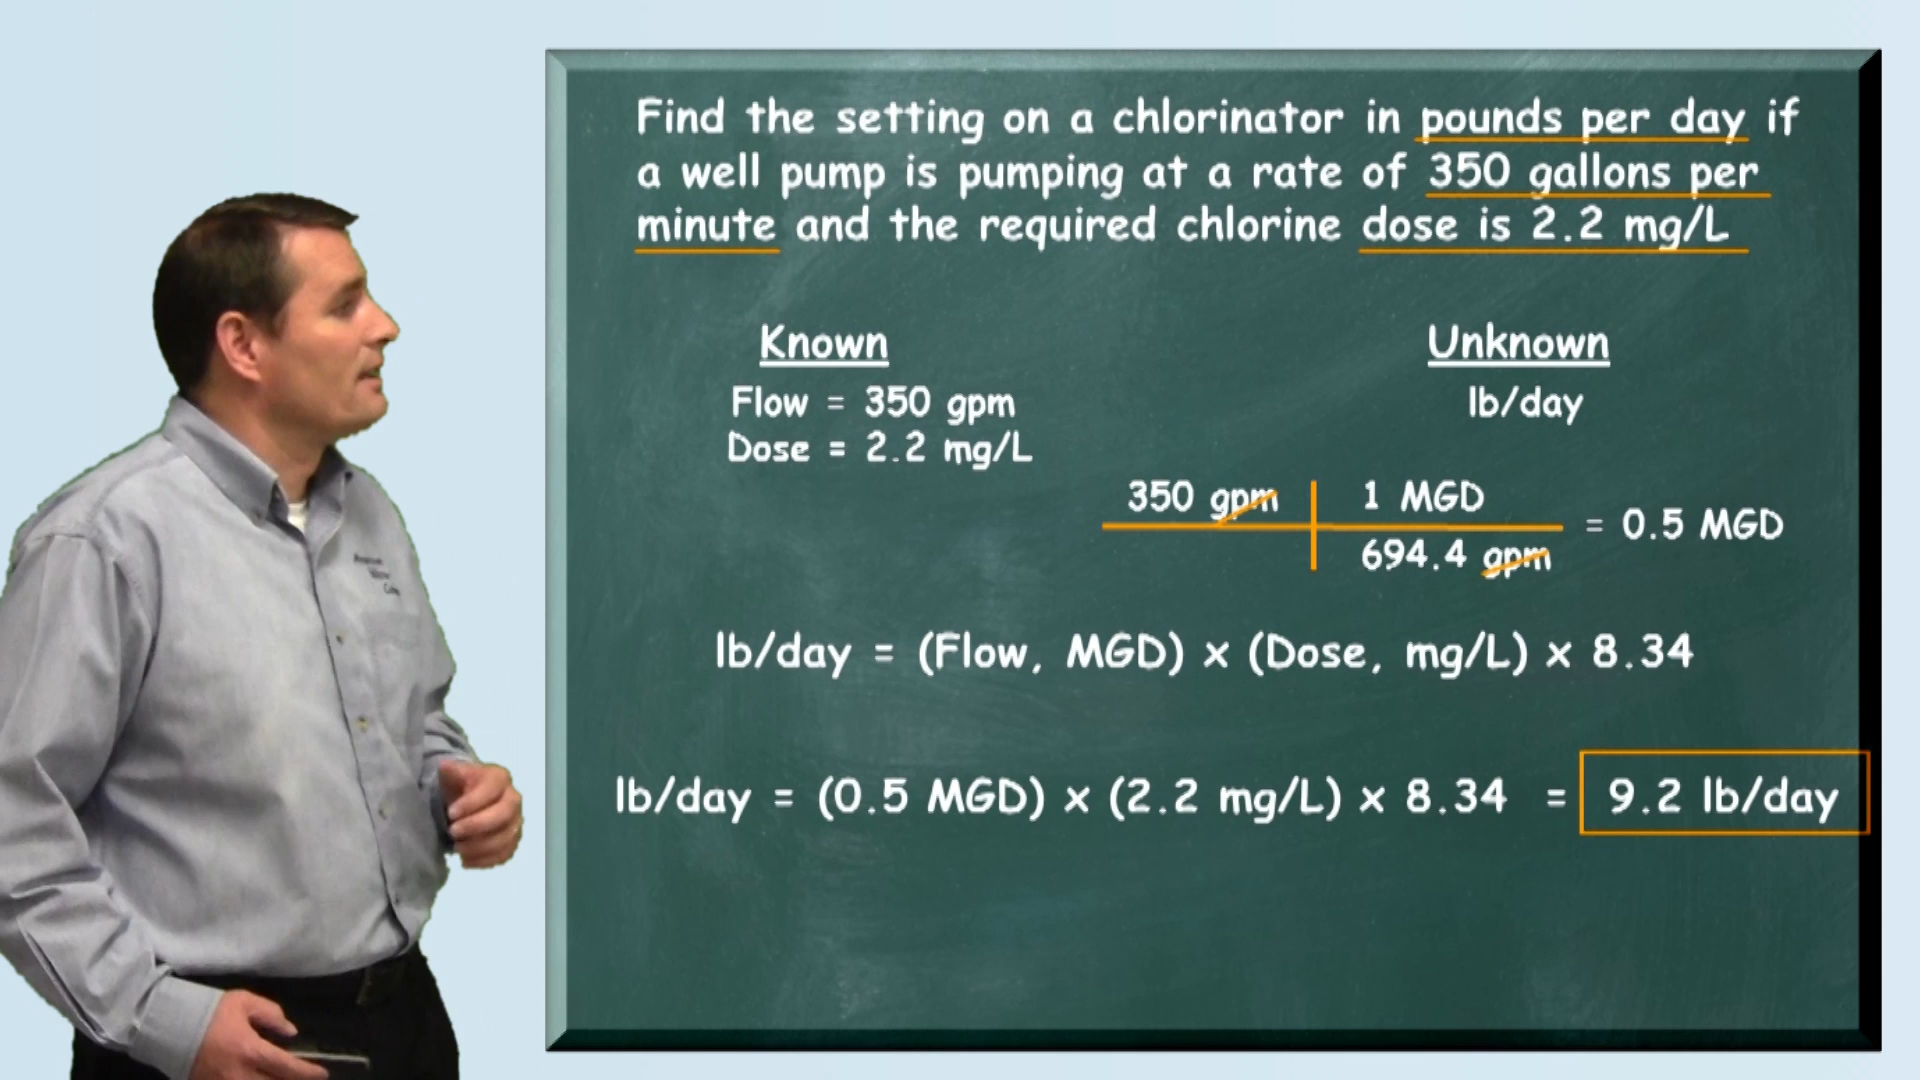 Find the setting on a chlorinator in pounds per day if
a well pump is pumping at a rate of 350 gallons per
minute and the required chlorine dose is 2.2 mg/L
Known
Unknown
Flow = 350 gpm
lb/day
Dose = 2.2 mg/L
350 gpm
1 MGD
= 0.5 MGD
694.4 gpm
lb/day = (Flow, MGD) x (Dose, mg/L) x 8.34
lb/day = (0.5 MGD) x (2.2 mg/L) x 8.34 = 9.2 lb/day